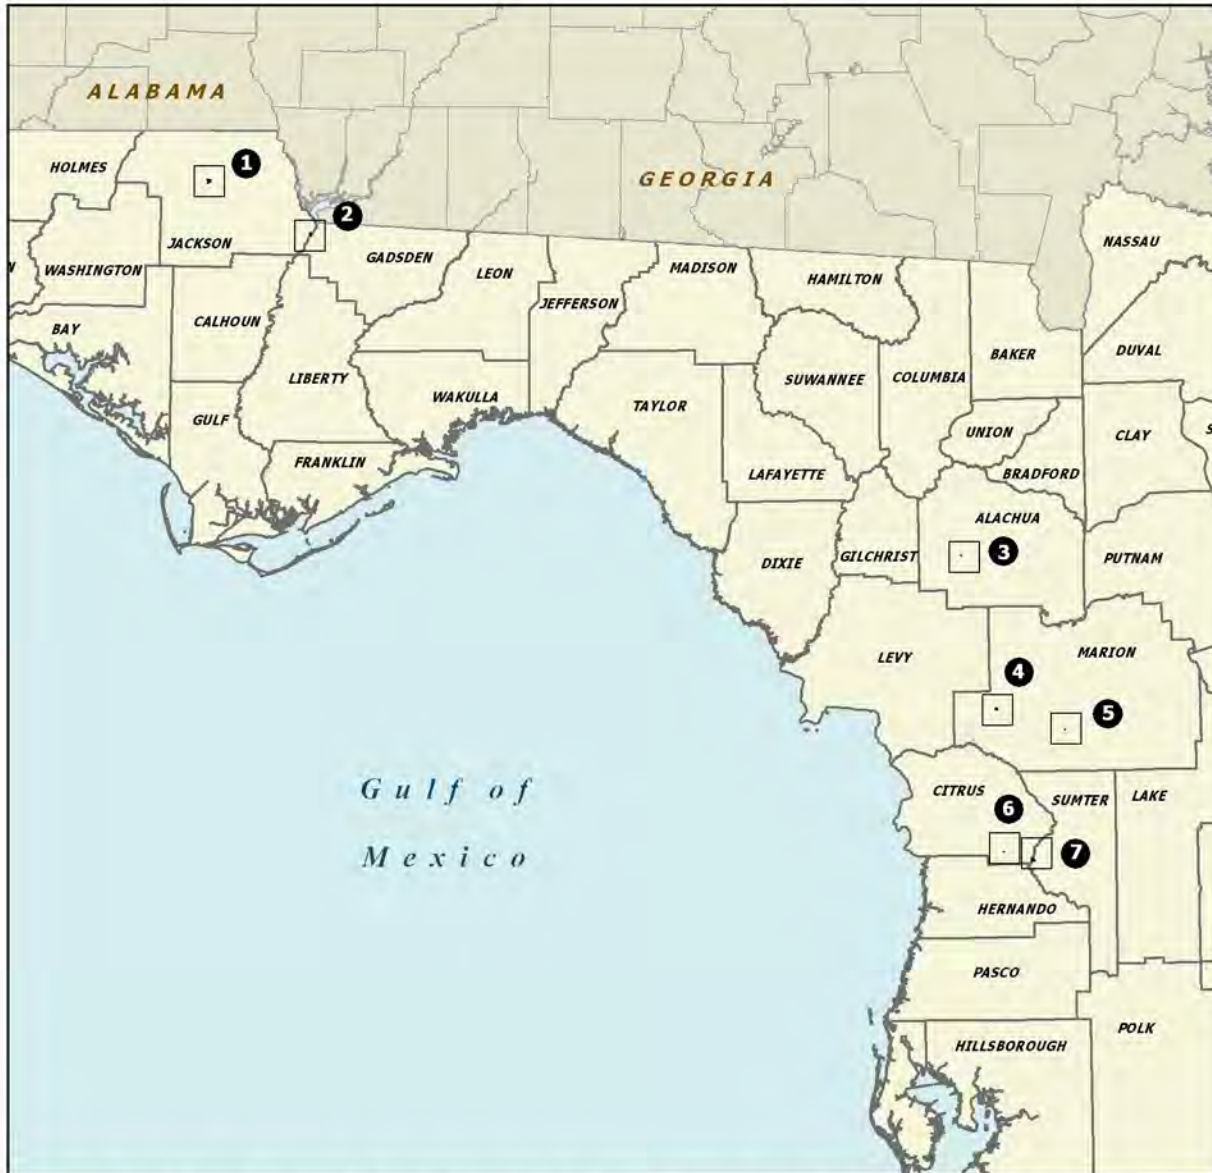 ALABAMA
GEORGIA
HOLMES
1
2
JACKSON
WASHINGTON
GADSDEN
LEON
MADISON
HAMILTON
NASSAU
N
BAY
CALHOUN
JEFFERSON
BAKER
DUVAL
LIBERTY
WAKULLA
TAYLOR
SUWANNEE
COLUMBIA
GULF
FRANKLIN
UNION
CLAY
S
LAFAYETTE
BRADFORD
ALACHUA
3
DIXIE
GILCHRIST
PUTNAM
LEVY
MARION
4
5
Gulf of
Mexico
CITRUS
6
SUMTER
LAKE
7
HERNANDO
PASCO
POLK
HILLSBOROUGH